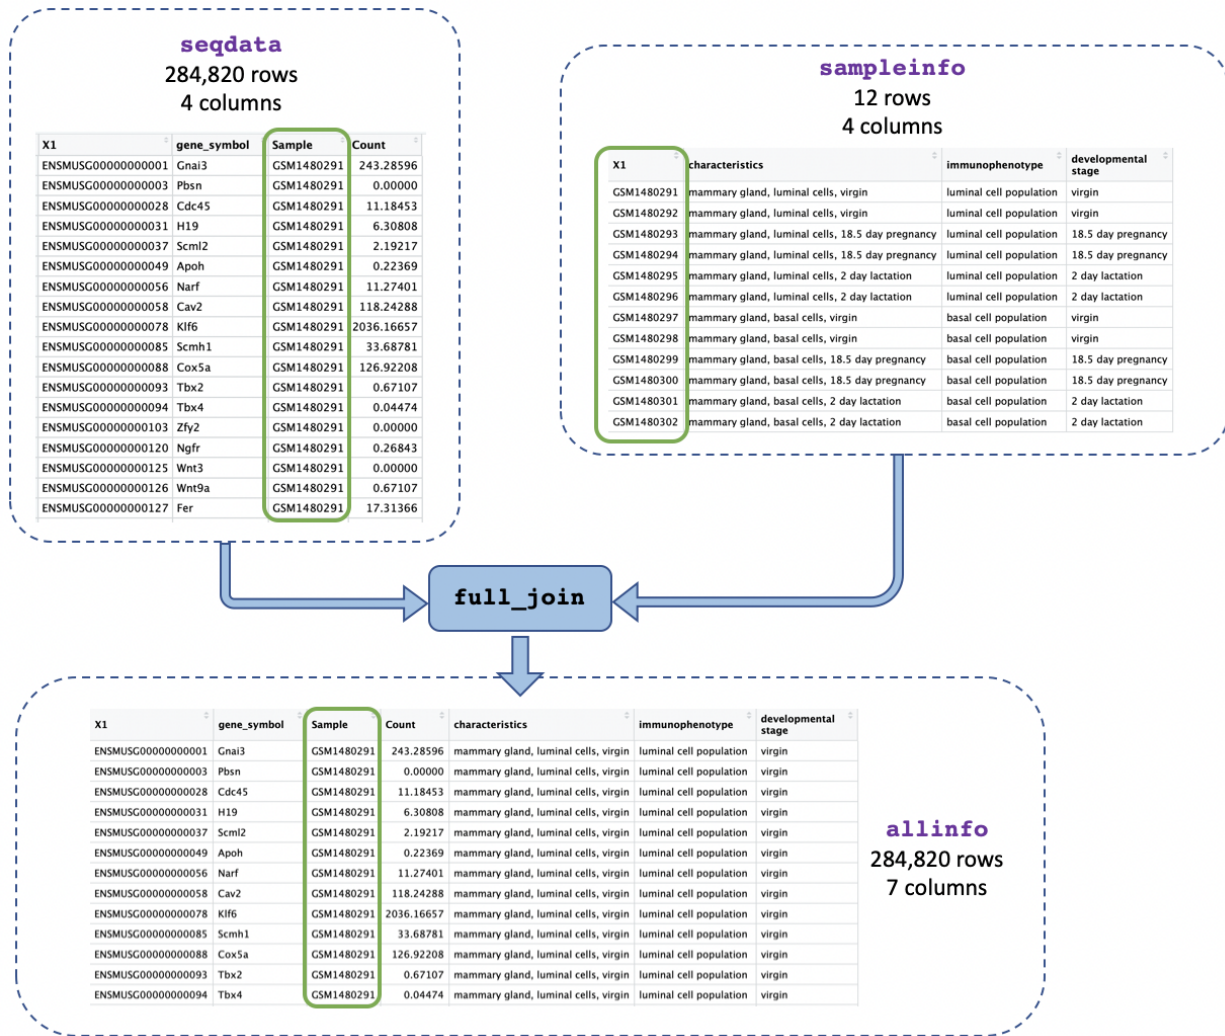 seqdata
284,820 rows
4 columns
X1 gene_symbol Sample Count
ENSMUSG00000000001 Gnai3 GSM1480291 243.28596
ENSMUSG00000000003 Pbsn GSM1480291 0.00000
ENSMUSG00000000028 Cdc45 GSM1480291 11.18453
ENSMUSG00000000031 H19 GSM1480291 6.30808
ENSMUSG00000000037 Scml2 GSM1480291 2.19217
ENSMUSG00000000049 Apoh GSM1480291 0.22369
ENSMUSG00000000056 Narf GSM1480291 11.27401
ENSMUSG00000000058 Cav2 GSM1480291 118.24288
ENSMUSG00000000078 Klf6 GSM1480291 2036.16657
ENSMUSG00000000085 Scmh1 GSM1480291 33.68781
ENSMUSG00000000088 Cox5a GSM1480291 126.92208
ENSMUSG00000000093 Tbx2 GSM1480291 0.67107
ENSMUSG00000000094 Tbx4 GSM1480291 0.04474
ENSMUSG00000000103 Zfy2 GSM1480291 0.00000
ENSMUSG00000000120 Ngfr GSM1480291 0.26843
ENSMUSG00000000125 Wnt3 GSM1480291 0.00000
ENSMUSG00000000126 Wnt9a GSM1480291 0.67107
ENSMUSG00000000127 Fer GSM1480291 17.31366
sampleinfo
12 rows
4 columns
X1 characteristics immunophenotype developmental stage
GSM1480291 mammary gland, luminal cells, virgin luminal cell population virgin
GSM1480292 mammary gland, luminal cells, virgin luminal cell population virgin
GSM1480293 mammary gland, luminal cells, 18.5 day pregnancy luminal cell population 18.5 day pregnancy
GSM1480294 mammary gland, luminal cells, 18.5 day pregnancy luminal cell population 18.5 day pregnancy
GSM1480295 mammary gland, luminal cells, 2 day lactation luminal cell population 2 day lactation
GSM1480296 mammary gland, luminal cells, 2 day lactation luminal cell population 2 day lactation
GSM1480297 mammary gland, basal cells, virgin basal cell population virgin
GSM1480298 mammary gland, basal cells, virgin basal cell population virgin
GSM1480299 mammary gland, basal cells, 18.5 day pregnancy basal cell population 18.5 day pregnancy
GSM1480300 mammary gland, basal cells, 18.5 day pregnancy basal cell population 18.5 day pregnancy
GSM1480301 mammary gland, basal cells, 2 day lactation basal cell population 2 day lactation
GSM1480302 mammary gland, basal cells, 2 day lactation basal cell population 2 day lactation
full_join
X1 gene_symbol Sample Count characteristics immunophenotype developmental stage
ENSMUSG00000000001 Gnai3 GSM1480291 243.28596 mammary gland, luminal cells, virgin luminal cell population virgin
ENSMUSG00000000003 Pbsn GSM1480291 0.00000 mammary gland, luminal cells, virgin luminal cell population virgin
ENSMUSG00000000028 Cdc45 GSM1480291 11.18453 mammary gland, luminal cells, virgin luminal cell population virgin
ENSMUSG00000000031 H19 GSM1480291 6.30808 mammary gland, luminal cells, virgin luminal cell population virgin
ENSMUSG00000000037 Scml2 GSM1480291 2.19217 mammary gland, luminal cells, virgin luminal cell population virgin
ENSMUSG00000000049 Apoh GSM1480291 0.22369 mammary gland, luminal cells, virgin luminal cell population virgin
ENSMUSG00000000056 Narf GSM1480291 11.27401 mammary gland, luminal cells, virgin luminal cell population virgin
ENSMUSG00000000058 Cav2 GSM1480291 118.24288 mammary gland, luminal cells, virgin luminal cell population virgin
ENSMUSG00000000078 Klf6 GSM1480291 2036.16657 mammary gland, luminal cells, virgin luminal cell population virgin
ENSMUSG00000000085 Scmh1 GSM1480291 33.68781 mammary gland, luminal cells, virgin luminal cell population virgin
ENSMUSG00000000088 Cox5a GSM1480291 126.92208 mammary gland, luminal cells, virgin luminal cell population virgin
ENSMUSG00000000093 Tbx2 GSM1480291 0.67107 mammary gland, luminal cells, virgin luminal cell population virgin
ENSMUSG00000000094 Tbx4 GSM1480291 0.04474 mammary gland, luminal cells, virgin luminal cell population virgin
allinfo
284,820 rows
7 columns